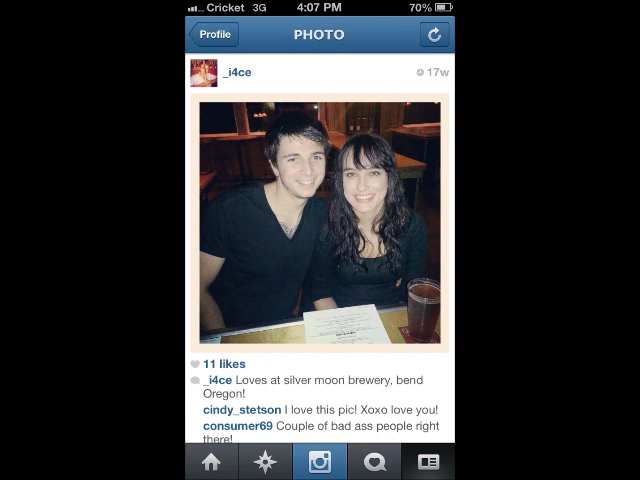 Cricket 3G 4:07 PM 70%
Profile PHOTO
_i4ce 17w
11 likes
_i4ce Loves at silver moon brewery, bend
Oregon!
cindy_stetson I love this pic! Xoxo love you!
consumer69 Couple of bad ass people right
there!